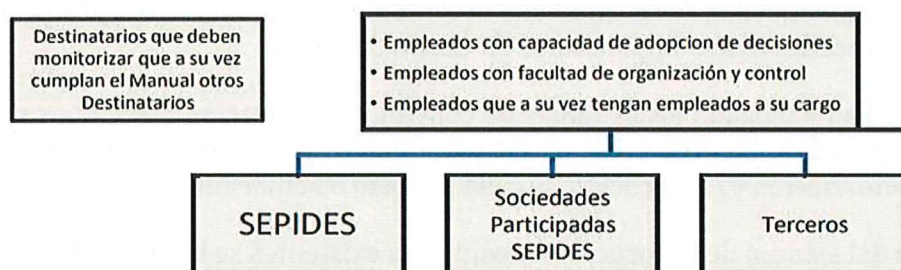 Destinatarios que deben
monitorizar que a su vez
cumplan el Manual otros
Destinatarios
• Empleados con capacidad de adopcion de decisiones
• Empleados con facultad de organización y control
• Empleados que a su vez tengan empleados a su cargo
SEPIDES
Sociedades
Participadas
SEPIDES
Terceros